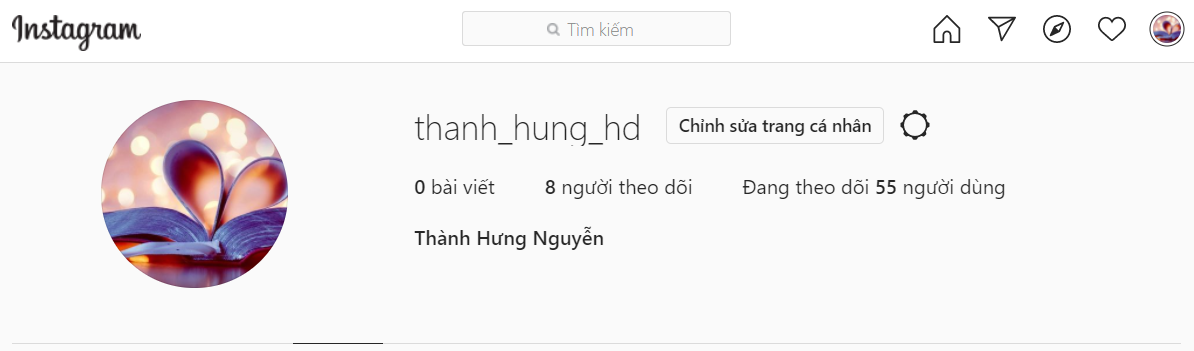 Instagram
Tìm kiếm
thanh_hung_hd
Chỉnh sửa trang cá nhân
0 bài viết
8 người theo dõi
Đang theo dõi 55 người dùng
Thành Hưng Nguyễn